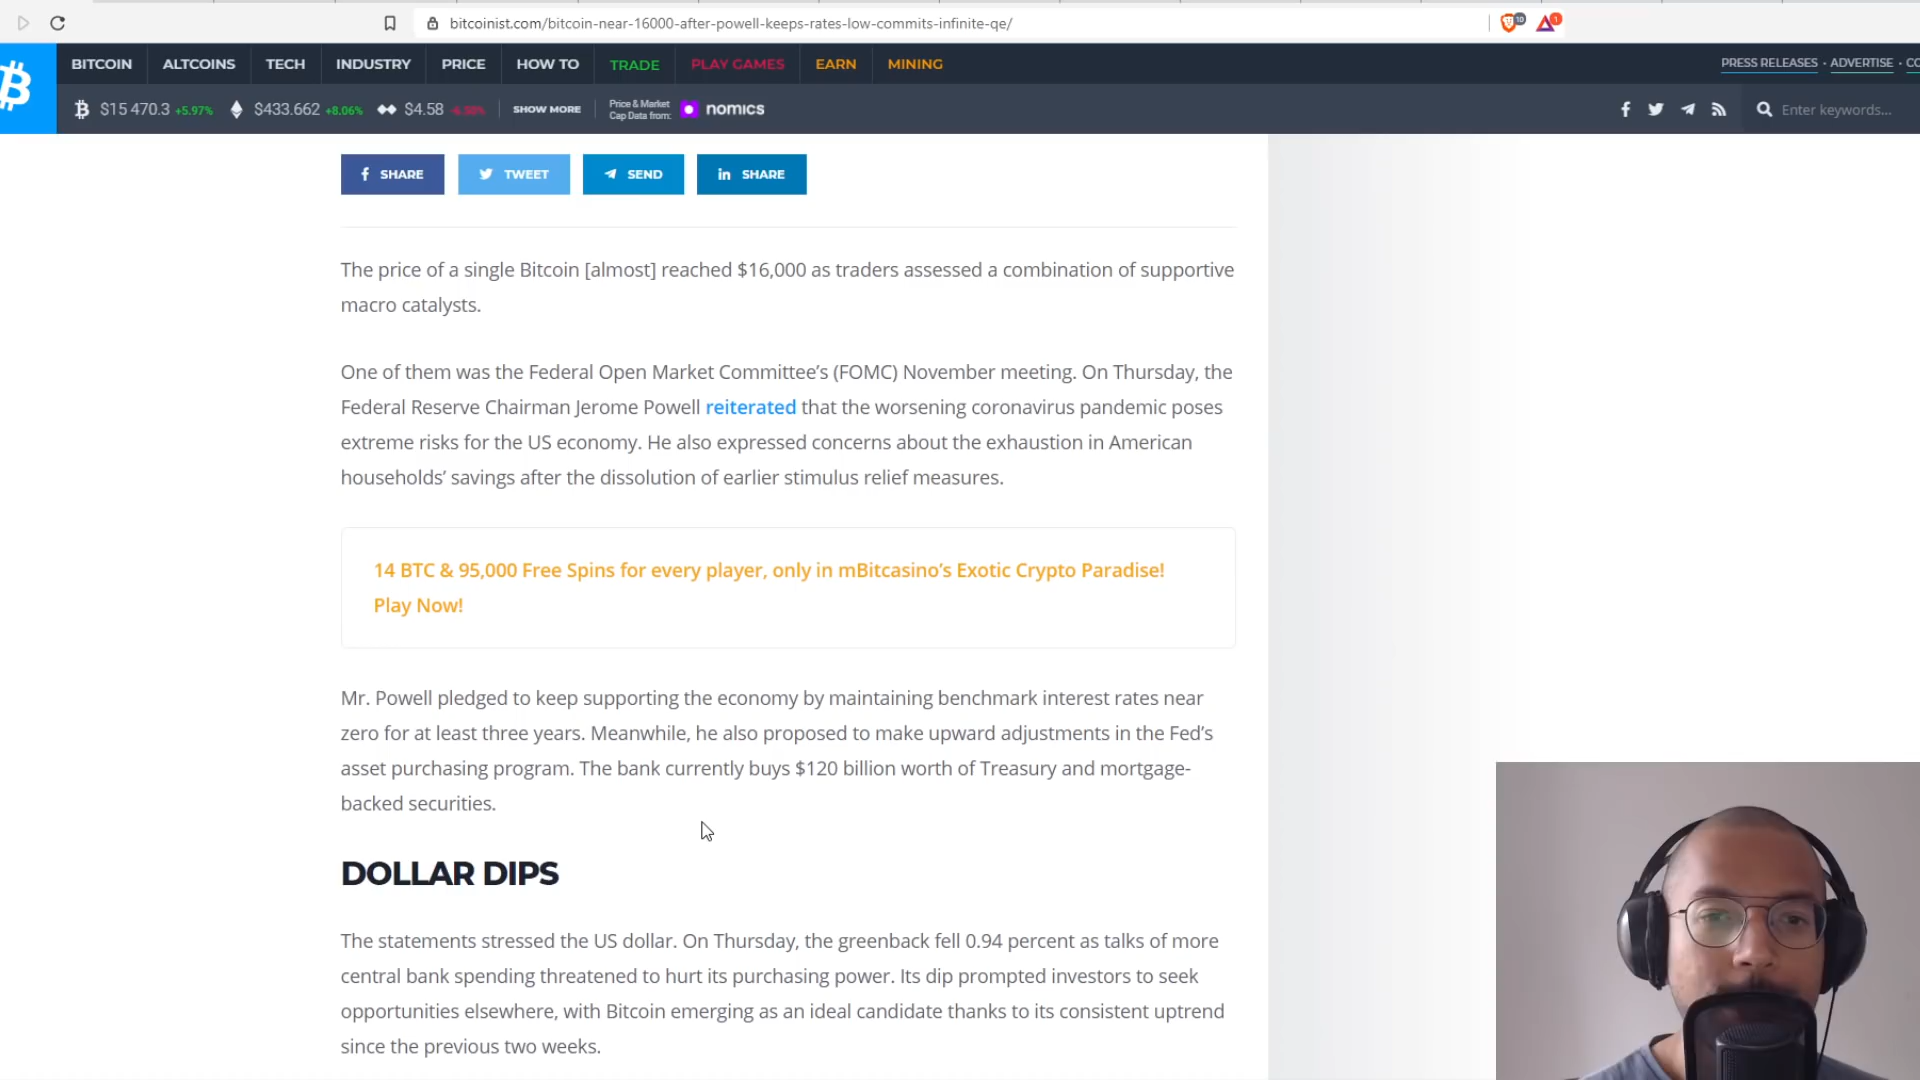 bitcoinist.com/bitcoin-near-16000-after-powell-keeps-rates-low-commits-infinite-qe/
10
1
BITCOIN ALTCOINS TECH INDUSTRY PRICE HOW TO TRADE PLAY GAMES EARN MINING
PRESS RELEASES · ADVERTISE · CO
$15 470.3 +5.97% $433.662 +8.06% $4.58 SHOW MORE
Price & Market
Cap Data from:
nomics
Enter keywords...
SHARE TWEET SEND SHARE
The price of a single Bitcoin [almost] reached $16,000 as traders assessed a combination of supportive
macro catalysts.
One of them was the Federal Open Market Committee’s (FOMC) November meeting. On Thursday, the
Federal Reserve Chairman Jerome Powell reiterated that the worsening coronavirus pandemic poses
extreme risks for the US economy. He also expressed concerns about the exhaustion in American
households’ savings after the dissolution of earlier stimulus relief measures.
14 BTC & 95,000 Free Spins for every player, only in mBitcasino’s Exotic Crypto Paradise!
Play Now!
Mr. Powell pledged to keep supporting the economy by maintaining benchmark interest rates near
zero for at least three years. Meanwhile, he also proposed to make upward adjustments in the Fed’s
asset purchasing program. The bank currently buys $120 billion worth of Treasury and mortgage-
backed securities.
DOLLAR DIPS
The statements stressed the US dollar. On Thursday, the greenback fell 0.94 percent as talks of more
central bank spending threatened to hurt its purchasing power. Its dip prompted investors to seek
opportunities elsewhere, with Bitcoin emerging as an ideal candidate thanks to its consistent uptrend
since the previous two weeks.